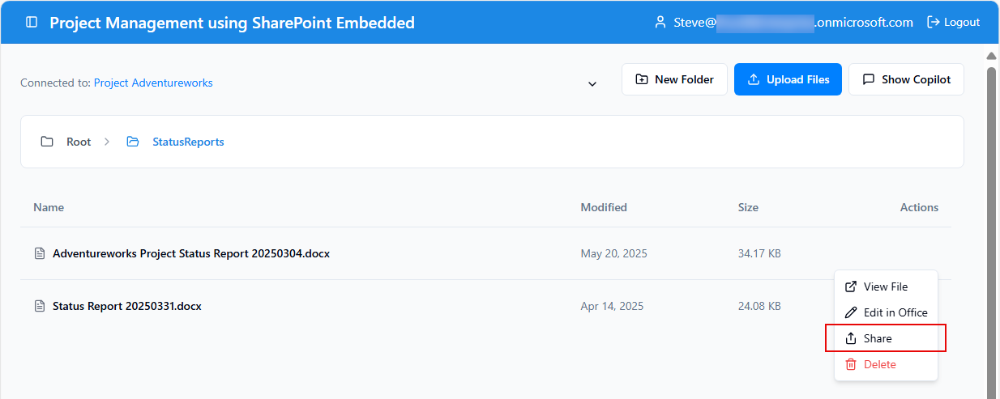 Project Management using SharePoint Embedded Steve@ .onmicrosoft.com Logout
Connected to: Project Adventureworks New Folder Upload Files Show Copilot
Root StatusReports
Name Modified Size Actions
Adventureworks Project Status Report 20250304.docx May 20, 2025 34.17 KB
Status Report 20250331.docx Apr 14, 2025 24.08 KB
View File
Edit in Office
Share
Delete